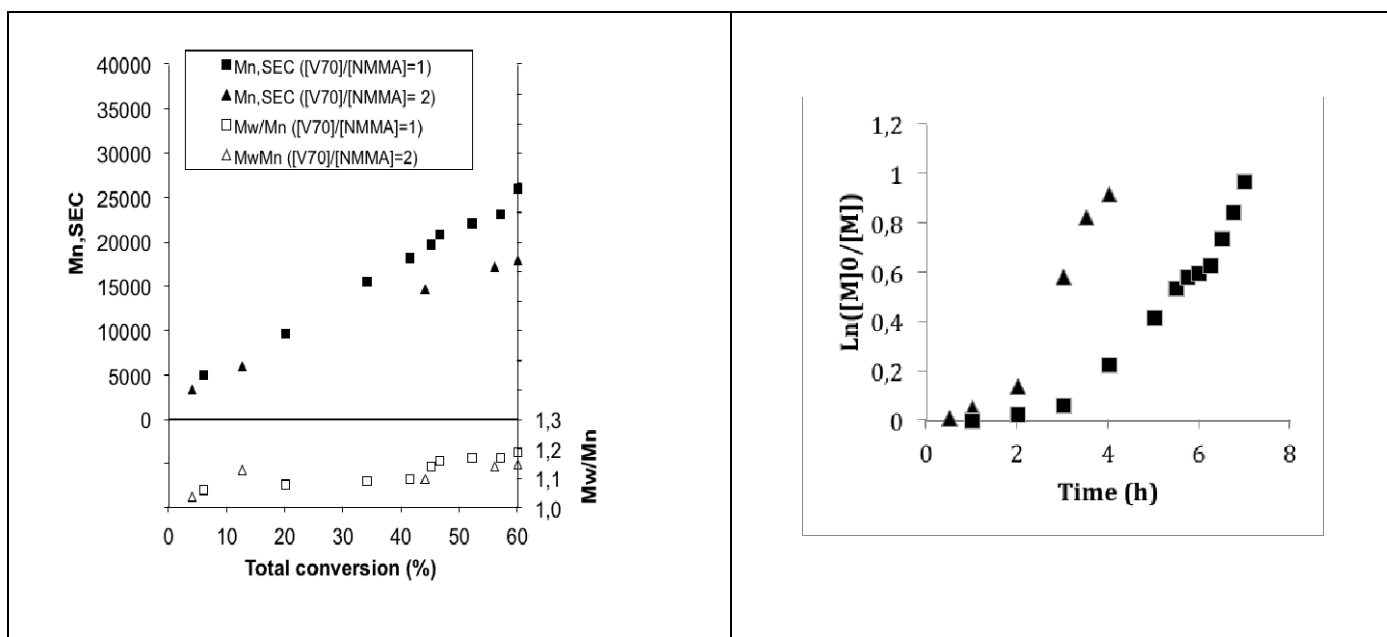 40000
35000
30000
25000
20000
15000
10000
5000
0
Mn,SEC
■Mn,SEC ([V70]/[NMMA]=1)
▲Mn,SEC ([V70]/[NMMA]= 2)
□Mw/Mn ([V70]/[NMMA]=1)
△MwMn ([V70]/[NMMA]=2)
1,3
1,2
1,1
1,0
Mw/Mn
0 10 20 30 40 50 60
Total conversion (%)
1,2
1
0,8
0,6
0,4
0,2
0
Ln([M]0/[M])
0 2 4 6 8
Time (h)